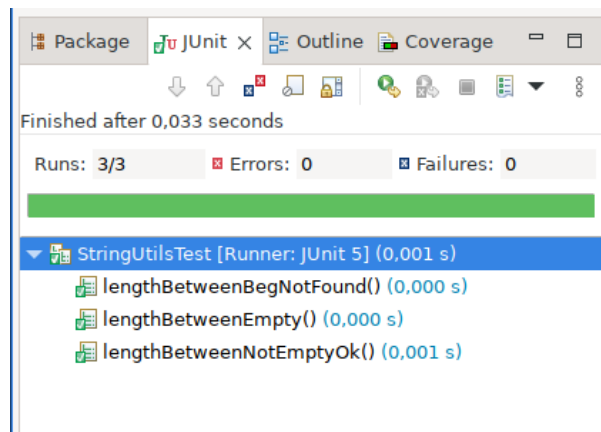 Package JUnit Outline Coverage
Finished after 0,033 seconds
Runs: 3/3 Errors: 0 Failures: 0
StringUtilsTest [Runner: JUnit 5] (0,001 s)
lengthBetweenBegNotFound() (0,000 s)
lengthBetweenEmpty() (0,000 s)
lengthBetweenNotEmptyOk() (0,001 s)